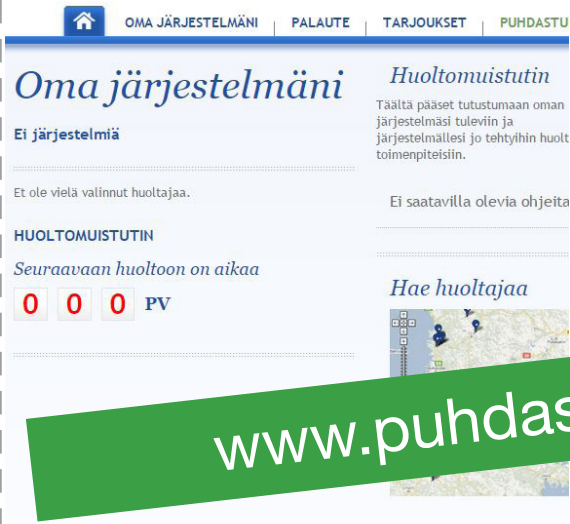 OMA JÄRJESTELMÄNI | PALAUTE | TARJOUKSET | PUHDASTU
Oma järjestelmäni
Ei järjestelmiä
Et ole vielä valinnut huoltajaa.
HUOLTOMUISTUTIN
Seuraavaan huoltoon on aikaa
0 0 0 PV
Huoltomuistutin
Täältä pääset tutustumaan oman
järjestelmäsi tuleviin ja
järjestelmällesi jo tehtyihin huolt
toimenpiteisiin.
Ei saatavilla olevia ohjeita
Hae huoltajaa
www.puhdas